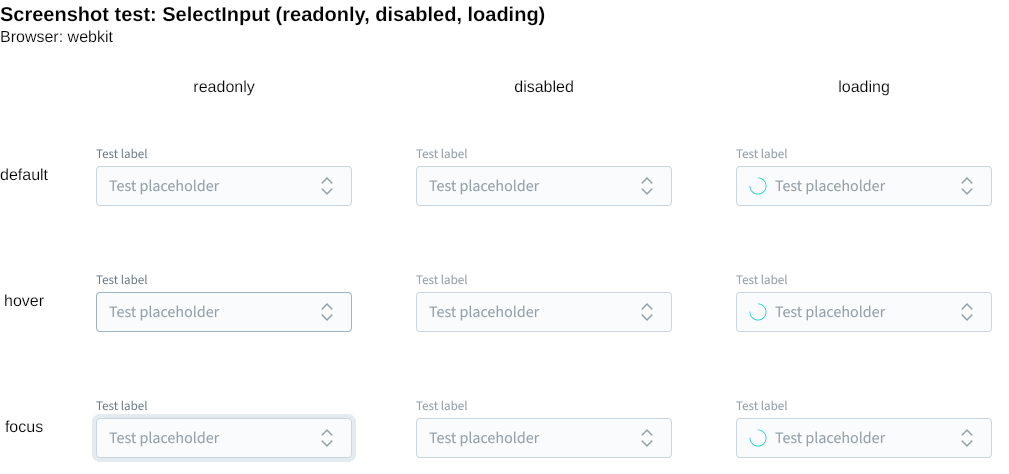 Screenshot test: SelectInput (readonly, disabled, loading)
Browser: webkit
readonly disabled loading
Test label Test label Test label
default Test placeholder Test placeholder Test placeholder
Test label Test label Test label
hover Test placeholder Test placeholder Test placeholder
Test label Test label Test label
focus Test placeholder Test placeholder Test placeholder